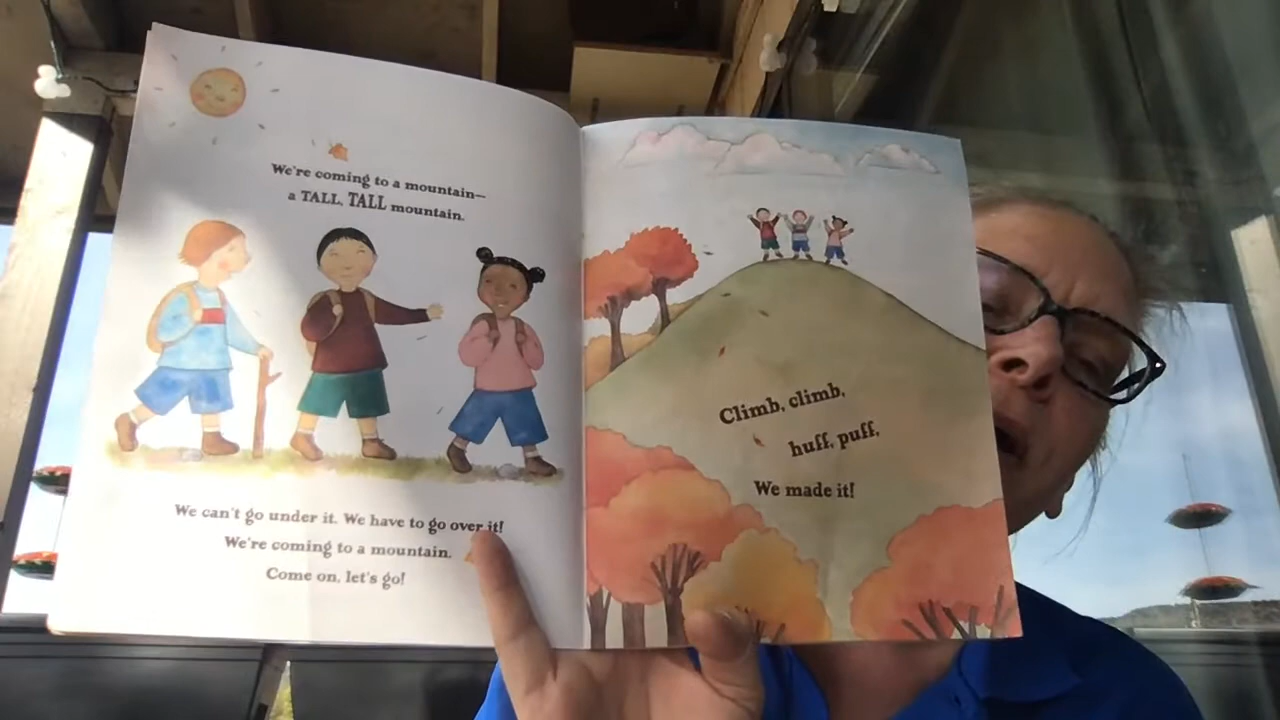 We're coming to a mountain—
a TALL, TALL mountain.
We can't go under it. We have to go over it!
We're coming to a mountain.
Come on, let's go!
Climb, climb,
huff, puff,
We made it!